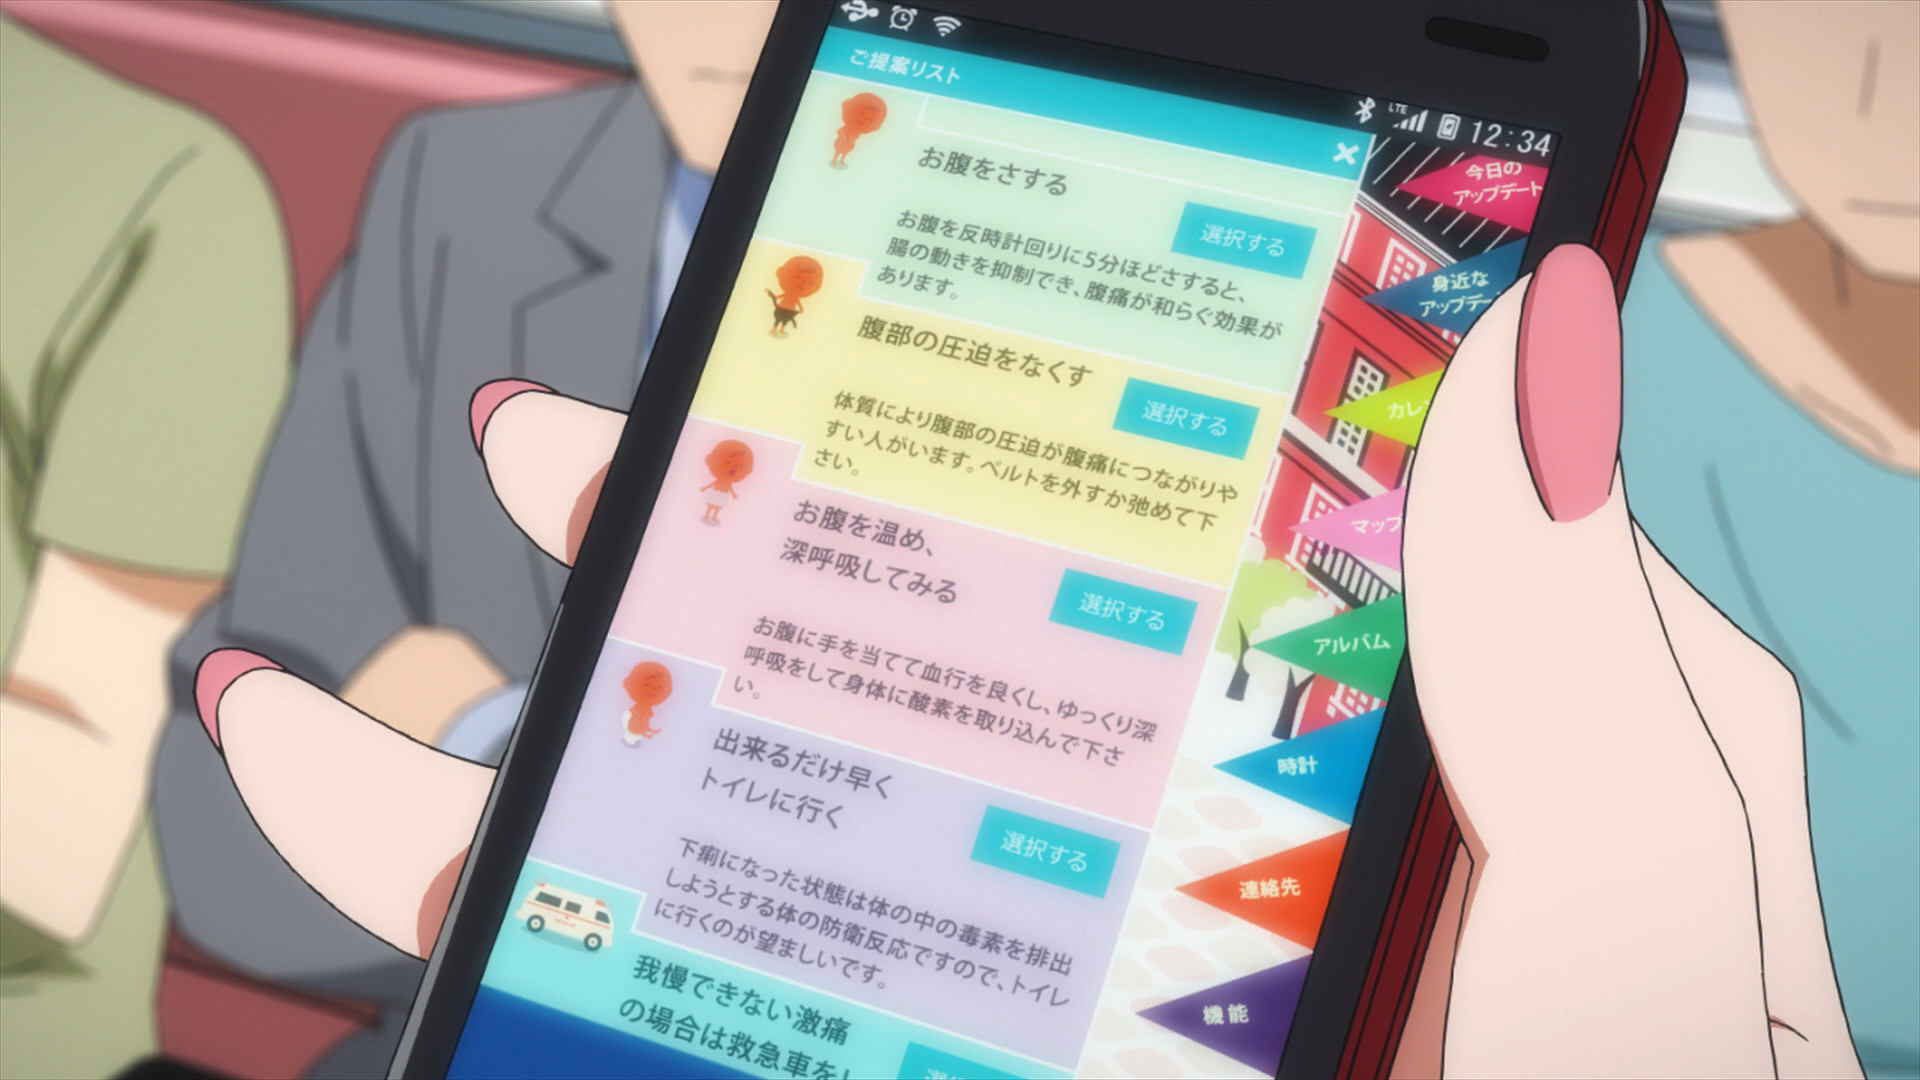 LTE
12:34
ご提案リスト
お腹をさする
選択する
お腹を反時計回りに5分ほどさすると、
腸の動きを抑制でき、腹痛が和らぐ効果が
あります。
腹部の圧迫をなくす
選択する
体質により腹部の圧迫が腹痛につながりや
すい人がいます。ベルトを外すか弛めて下
さい。
お腹を温め、
深呼吸してみる
選択する
お腹に手を当てて血行を良くし、ゆっくり深
呼吸をして身体に酸素を取り込んで下さ
い。
出来るだけ早く
トイレに行く
選択する
下痢になった状態は体の中の毒素を排出
しようとする体の防衛反応ですので、トイレ
に行くのが望ましいです。
我慢できない激痛
の場合は救急車を
今日の
アップデート
身近な
アップデー
カレ
マップ
アルバム
時計
連絡先
機能